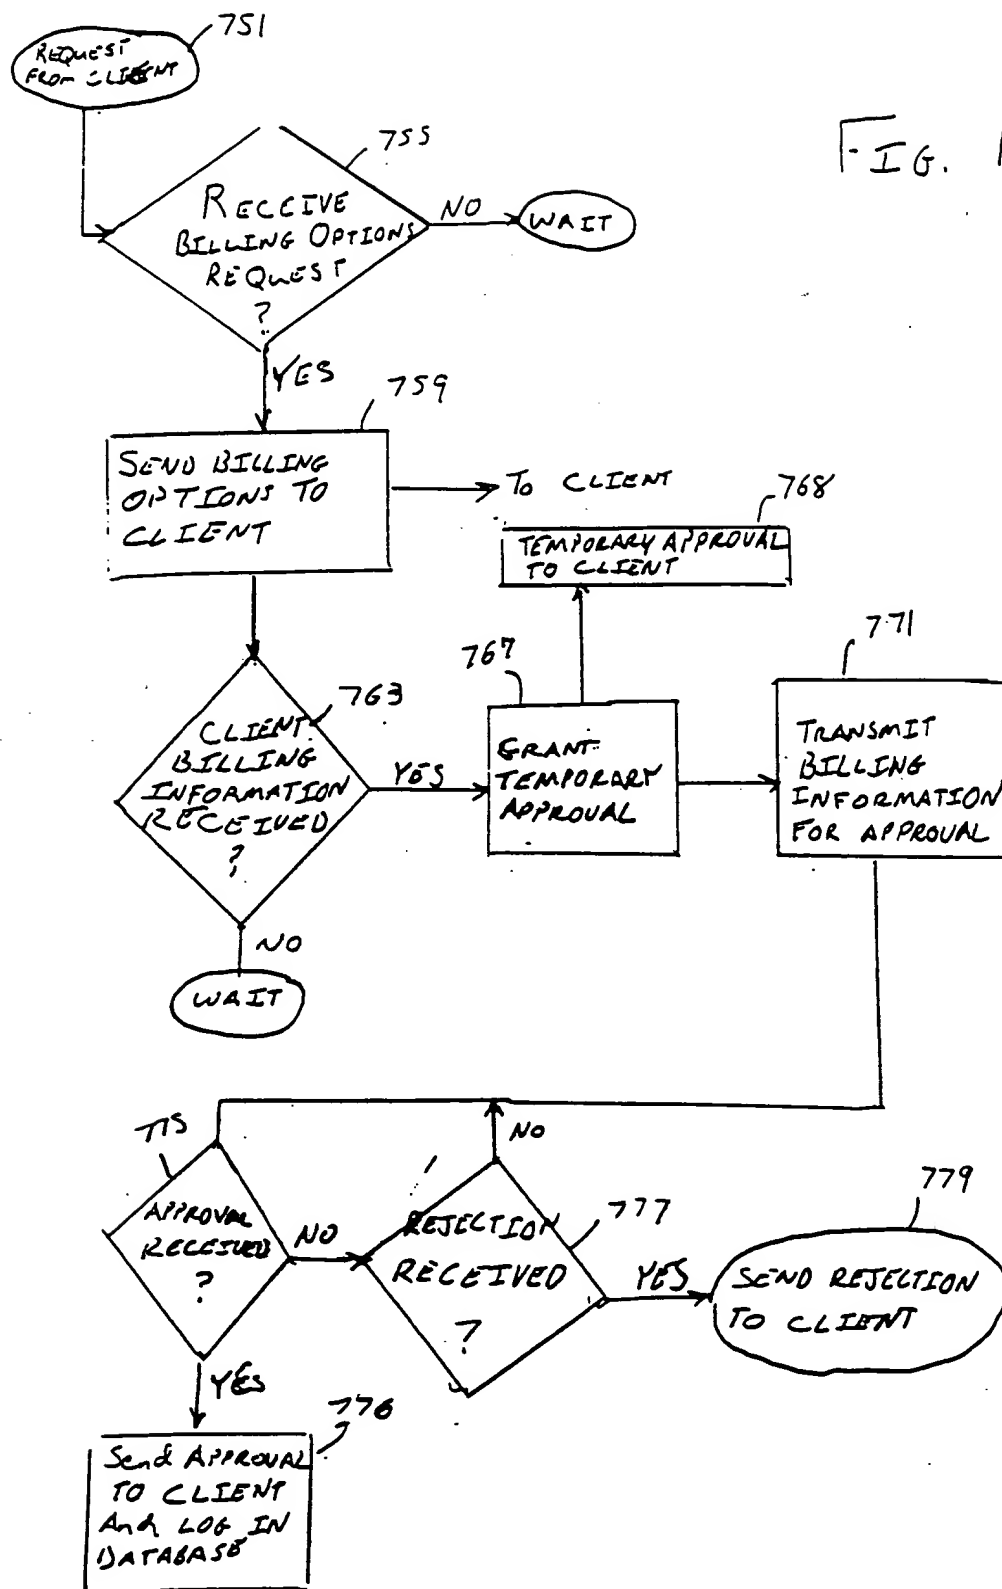 751
REQUEST
FROM CLIENT
FIG.
755
RECEIVE
BILLING OPTIONS
REQUEST
?
NO
WAIT
YES
759
SEND BILLING
OPTIONS TO
CLIENT
TO CLIENT
768
TEMPORARY APPROVAL
TO CLIENT
763
CLIENT
BILLING
INFORMATION
RECEIVED
?
YES
767
GRANT
TEMPORARY
APPROVAL
771
TRANSMIT
BILLING
INFORMATION
FOR APPROVAL
NO
WAIT
775
APPROVAL
RECEIVED
?
NO
NO
777
REJECTION
RECEIVED
?
YES
779
SEND REJECTION
TO CLIENT
YES
776
Send APPROVAL
TO CLIENT
And LOG IN
DATABASE